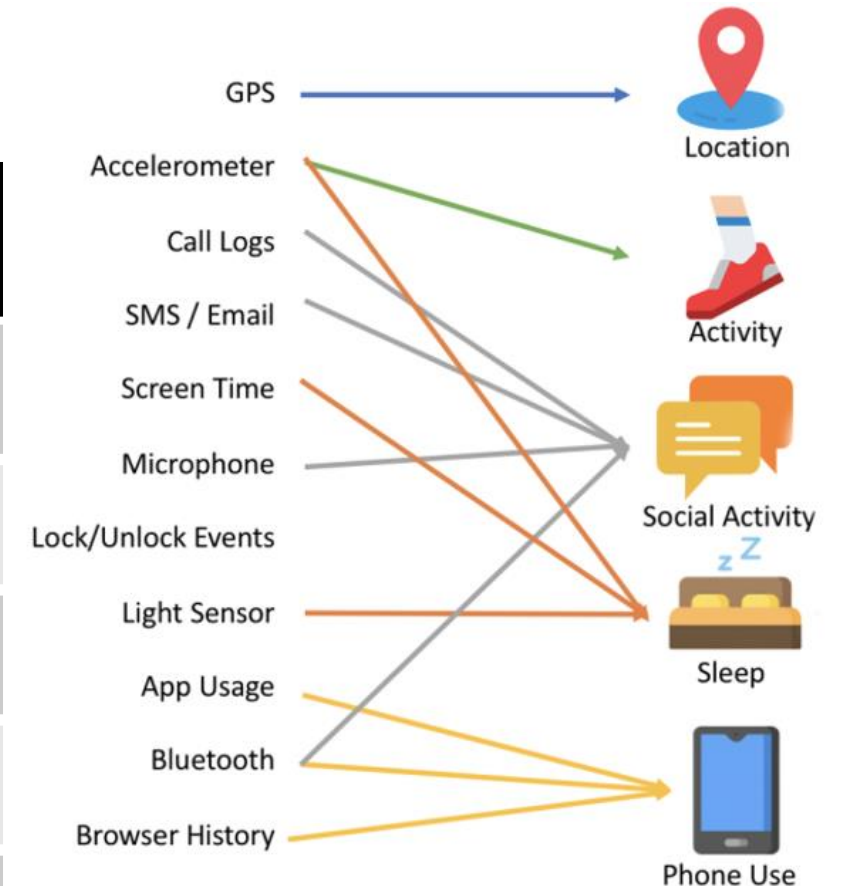 GPS
Accelerometer
Call Logs
SMS / Email
Screen Time
Microphone
Lock/Unlock Events
Light Sensor
App Usage
Bluetooth
Browser History
Location
Activity
Social Activity
z Z
Sleep
Phone Use